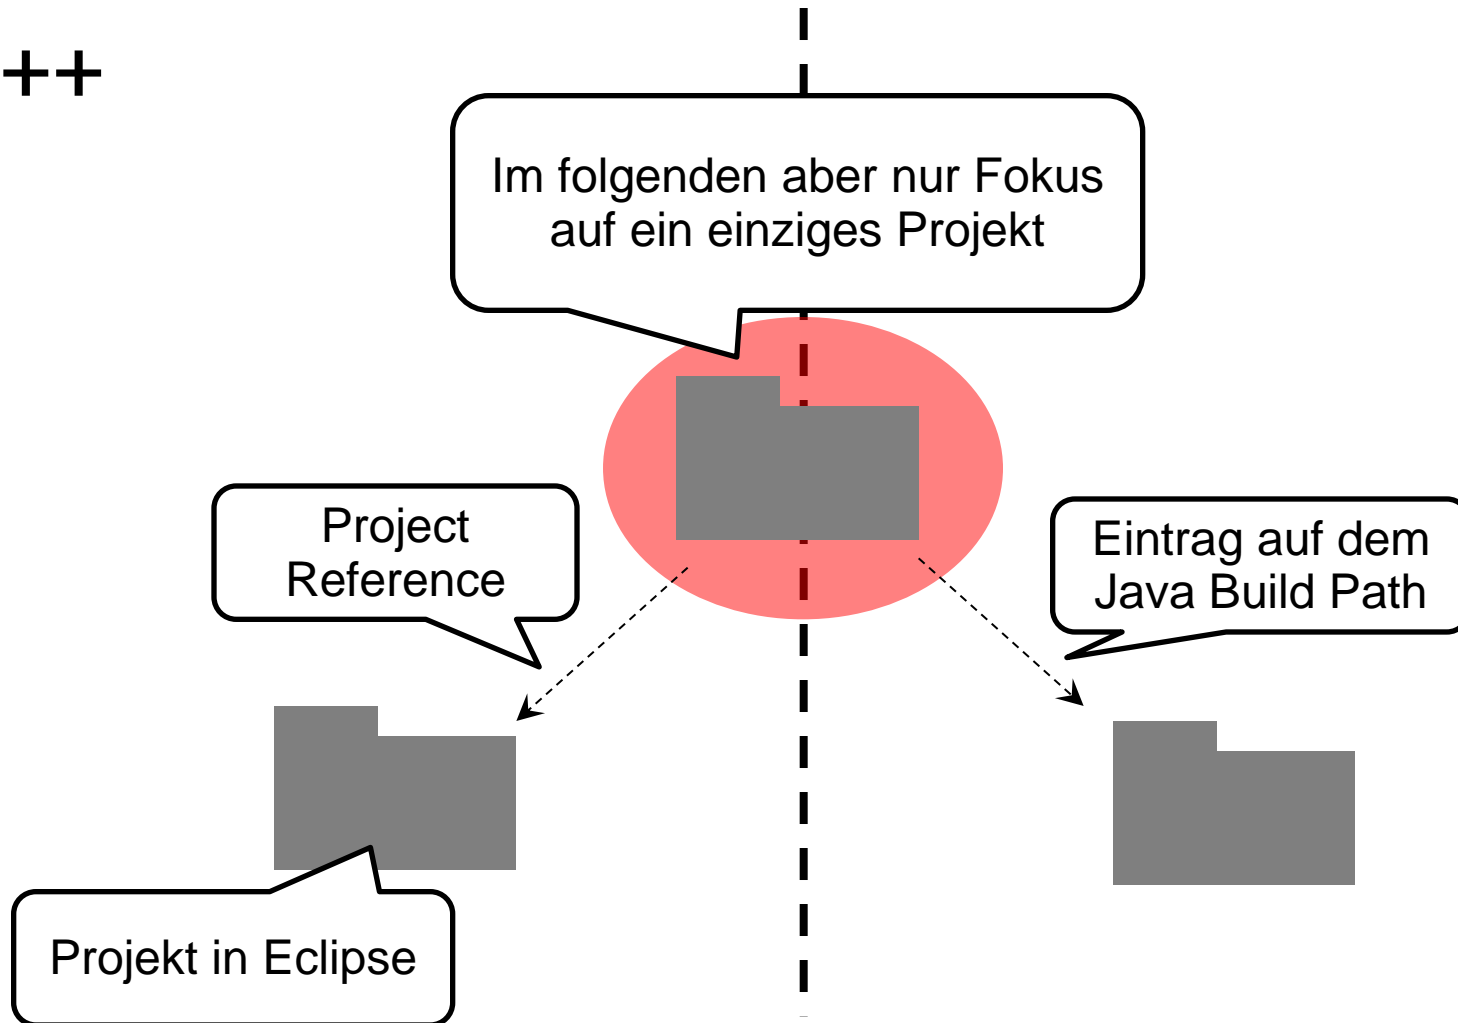 ++
Im folgenden aber nur Fokus
auf ein einziges Projekt
Project
Reference
Eintrag auf dem
Java Build Path
Projekt in Eclipse